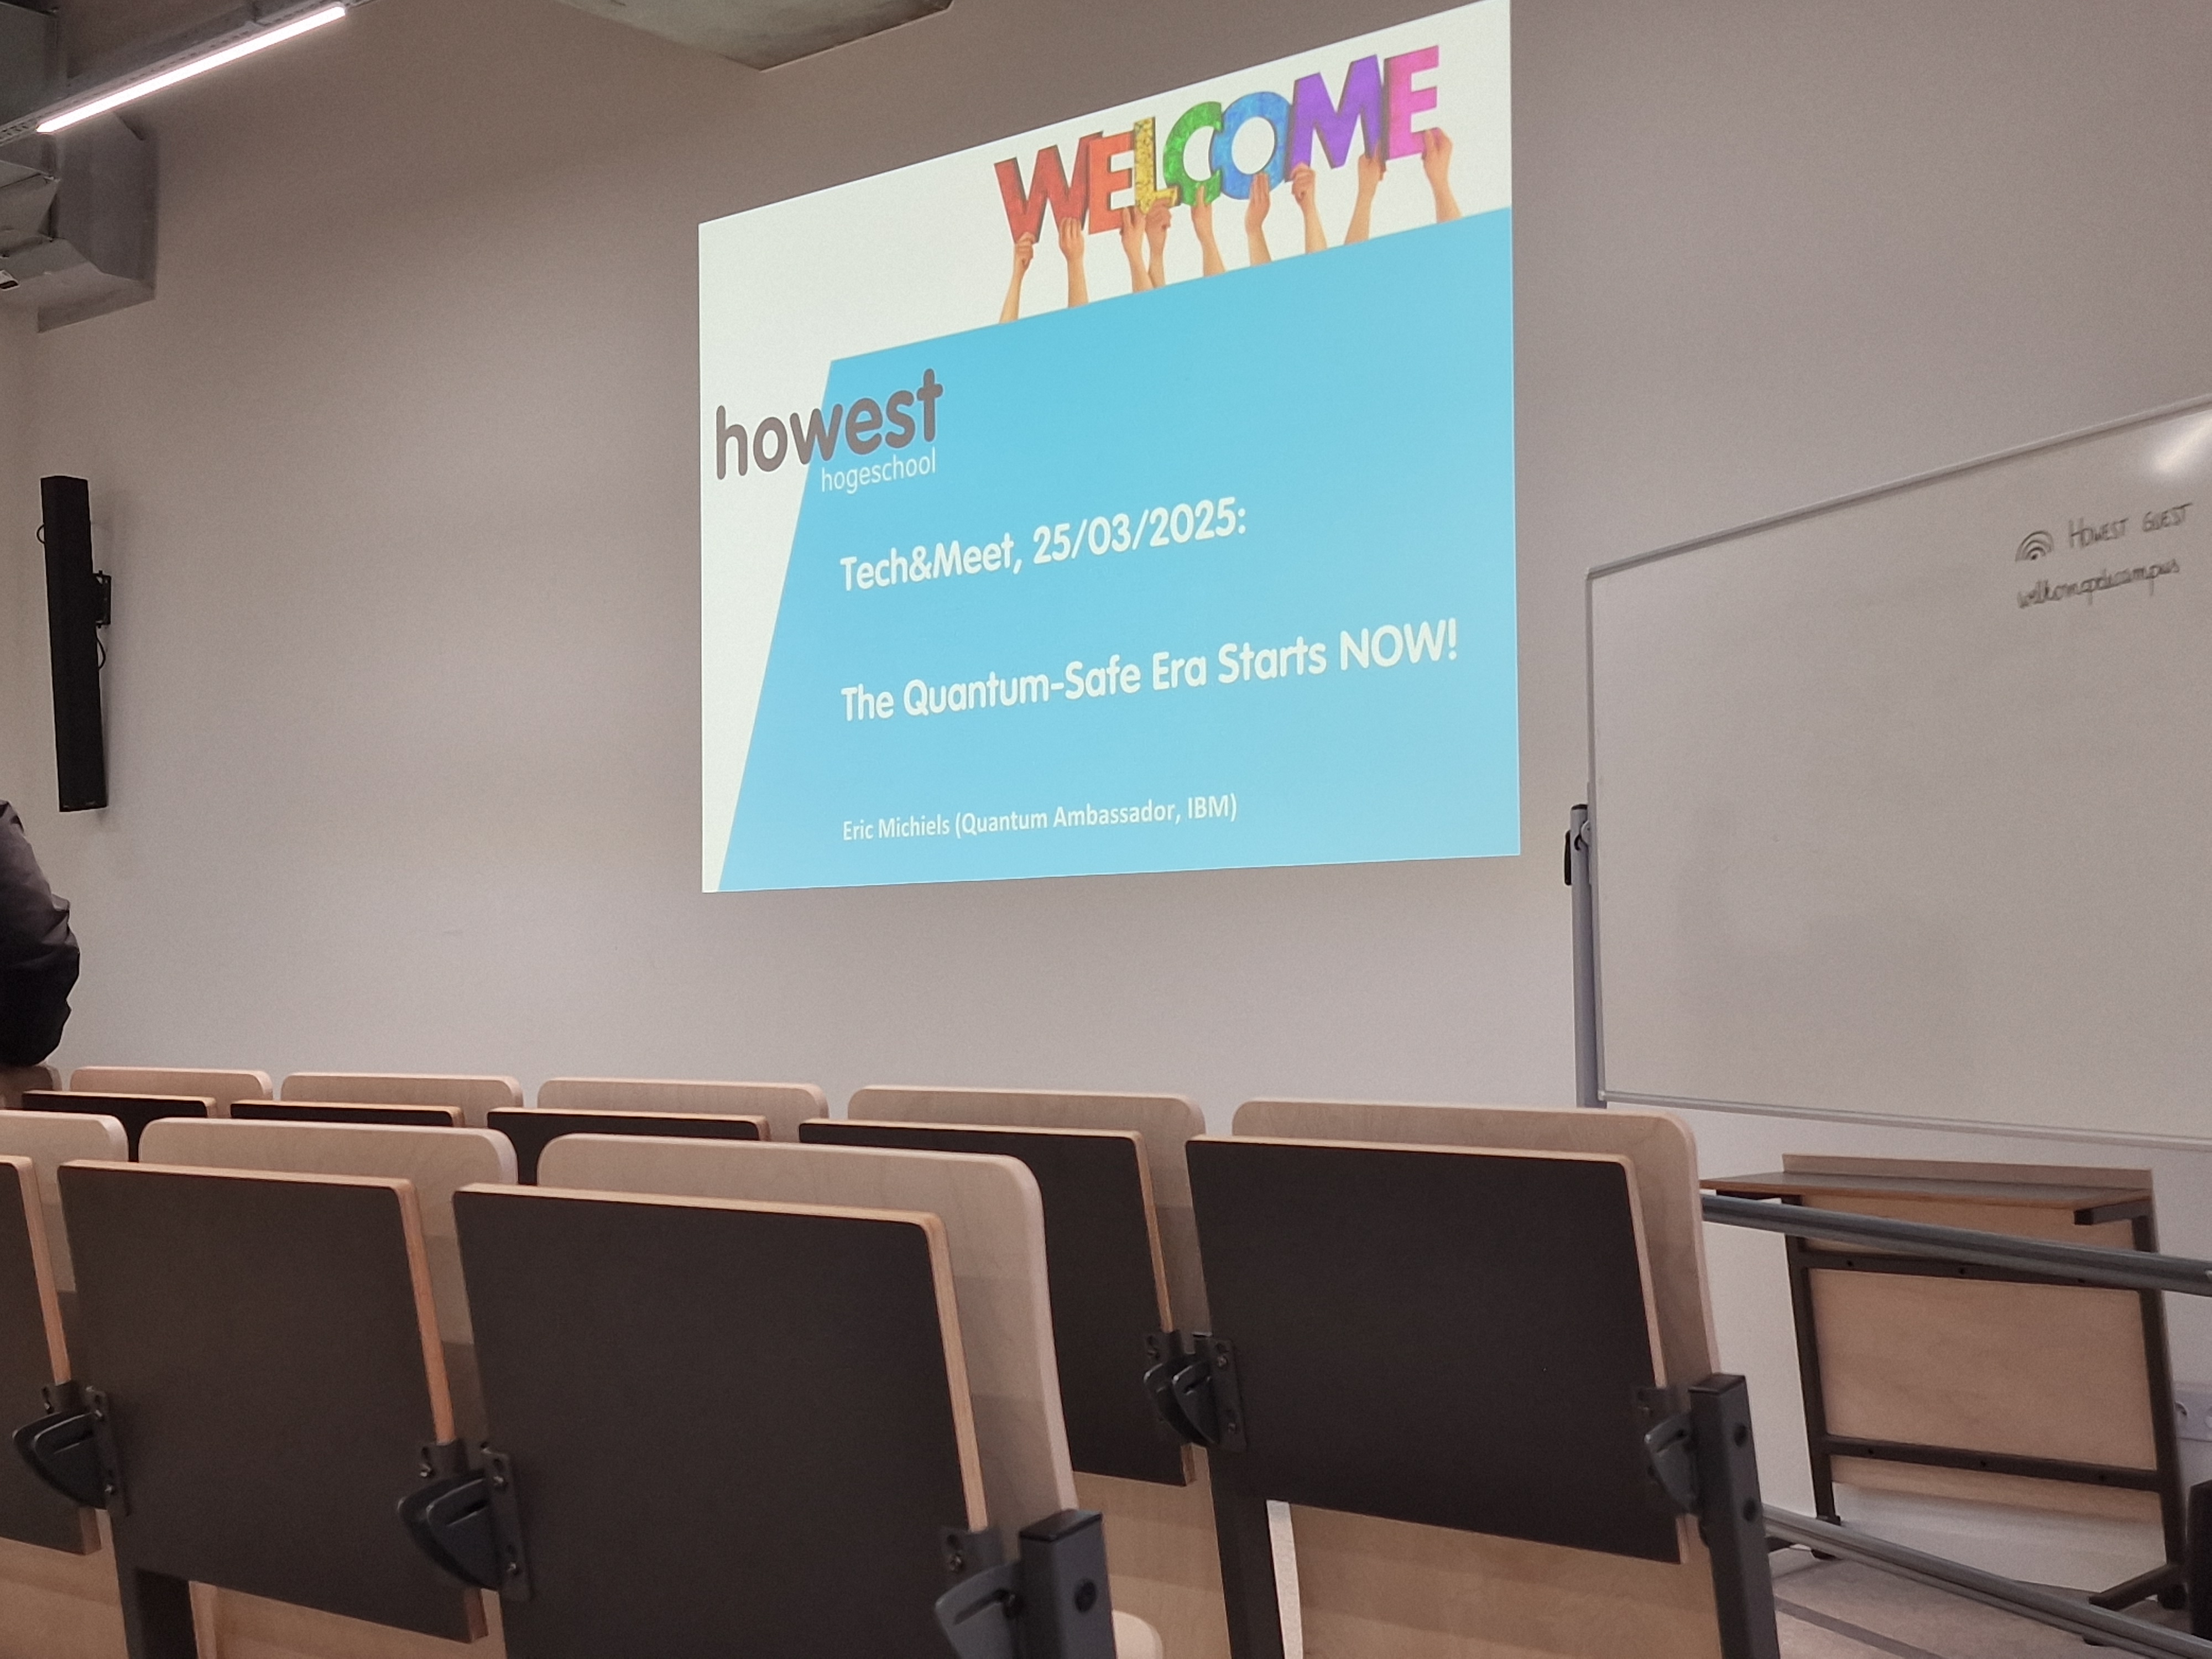 WELCOME
howest
hogeschool
Tech&Meet, 25/03/2025:
The Quantum-Safe Era Starts NOW!
Eric Michiels (Quantum Ambassador, IBM)
HOWEST GUEST